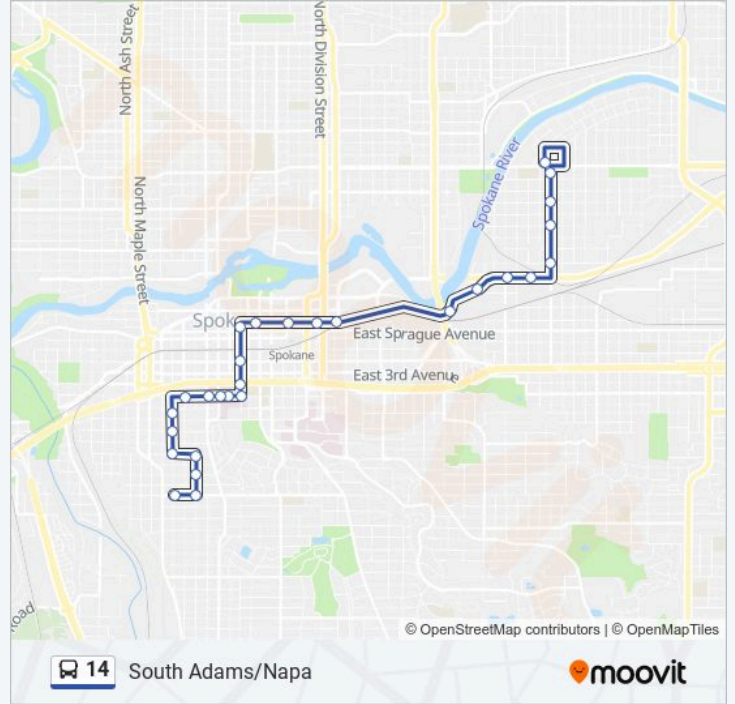 North Ash Street
North Division Street
Spokane River
North Maple Street
Spok
East Sprague Avenue
Spokane
East 3rd Avenue
oad
© OpenStreetMap contributors | © OpenMapTiles
14 South Adams/Napa
moovit